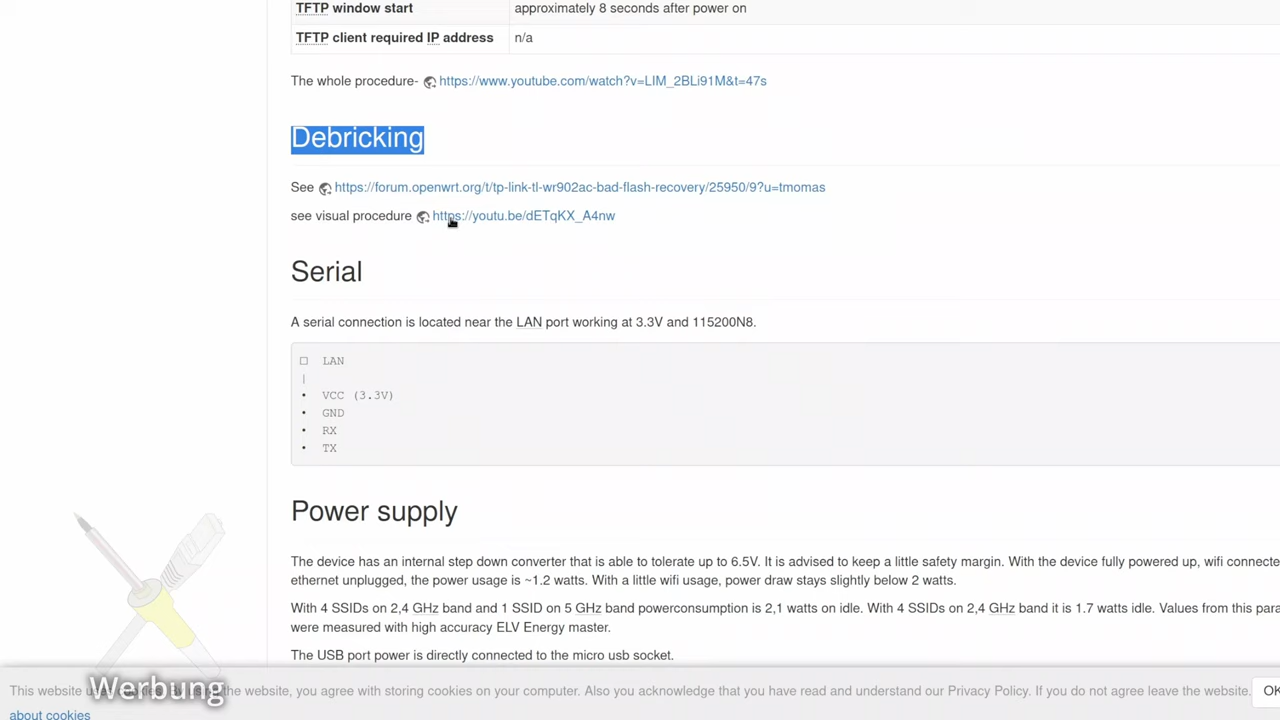 TFTP window start approximately 8 seconds after power on
TFTP client required IP address n/a
The whole procedure- https://www.youtube.com/watch?v=LIM_2BLi91M&t=47s
Debricking
See https://forum.openwrt.org/t/tp-link-tl-wr902ac-bad-flash-recovery/25950/9?u=tmomas
see visual procedure https://youtu.be/dETqKX_A4nw
Serial
A serial connection is located near the LAN port working at 3.3V and 115200N8.
□ LAN
|
• VCC (3.3V)
• GND
• RX
• TX
Power supply
The device has an internal step down converter that is able to tolerate up to 6.5V. It is advised to keep a little safety margin. With the device fully powered up, wifi connecte
ethernet unplugged, the power usage is ~1.2 watts. With a little wifi usage, power draw stays slightly below 2 watts.
With 4 SSIDs on 2,4 GHz band and 1 SSID on 5 GHz band powerconsumption is 2,1 watts on idle. With 4 SSIDs on 2,4 GHz band it is 1.7 watts idle. Values from this para
were measured with high accuracy ELV Energy master.
The USB port power is directly connected to the micro usb socket.
Werbung
This website the website, you agree with storing cookies on your computer. Also you acknowledge that you have read and understand our Privacy Policy. If you do not agree leave the website. OK
about cookies